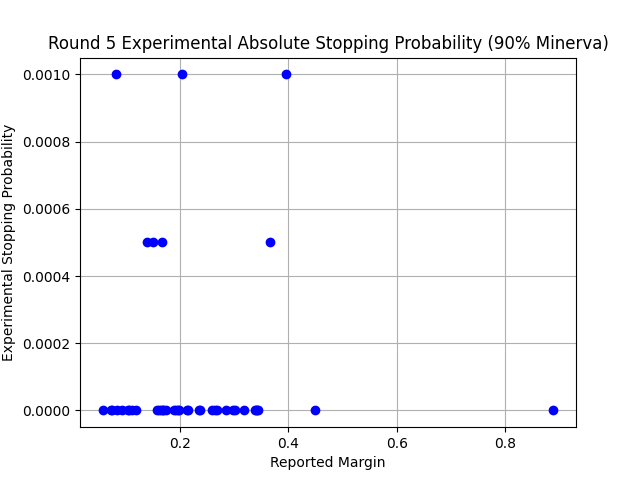 Round 5 Experimental Absolute Stopping Probability (90% Minerva)
Experimental Stopping Probability
0.0010
0.0008
0.0006
0.0004
0.0002
0.0000
0.2 0.4 0.6 0.8
Reported Margin